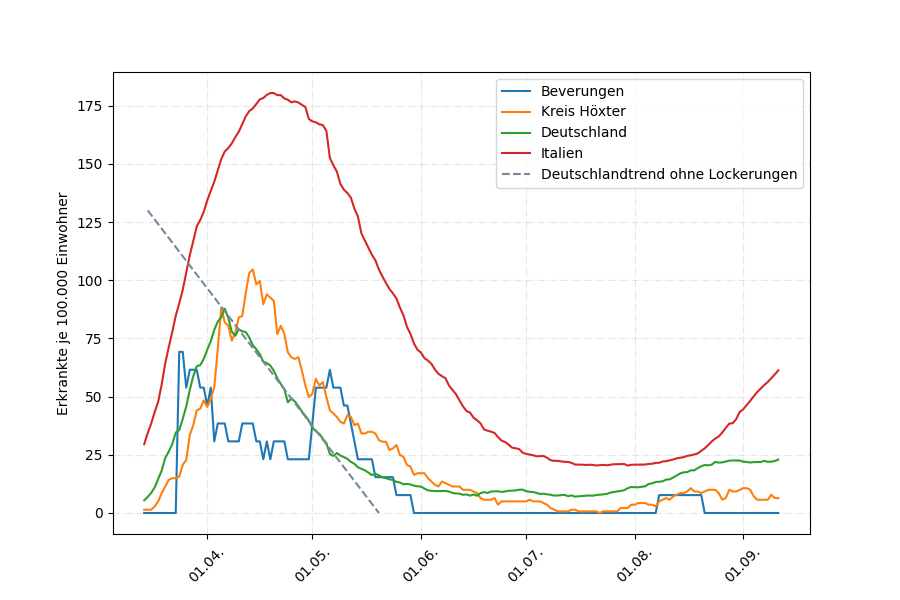 Beverungen
Kreis Höxter
Deutschland
Italien
Deutschlandtrend ohne Lockerungen
Erkrankte je 100.000 Einwohner
175
150
125
100
75
50
25
0
01.04.
01.05.
01.06.
01.07.
01.08.
01.09.